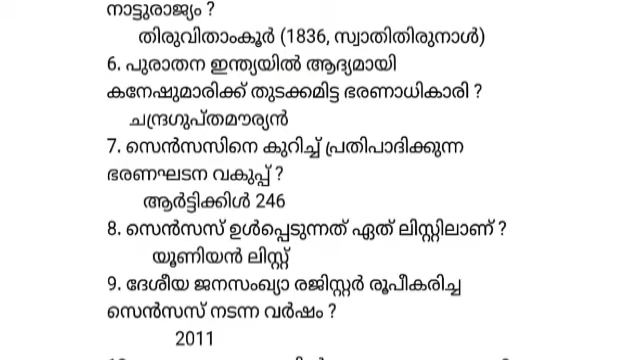 നാട്ടുരാജ്യം ?
തിരുവിതാംകൂർ (1836, സ്വാതിതിരുനാൾ)
6. പുരാതന ഇന്ത്യയിൽ ആദ്യമായി
കനേഷുമാരിക്ക് തുടക്കമിട്ട ഭരണാധികാരി ?
ചന്ദ്രഗുപ്തമൗര്യൻ
7. സെൻസസിനെ കുറിച്ച് പ്രതിപാദിക്കുന്ന
ഭരണഘടന വകുപ്പ് ?
ആർട്ടിക്കിൾ 246
8. സെൻസസ് ഉൾപ്പെടുന്നത് ഏത് ലിസ്റ്റിലാണ് ?
യൂണിയൻ ലിസ്റ്റ്
9. ദേശീയ ജനസംഖ്യാ രജിസ്റ്റർ രൂപീകരിച്ച
സെൻസസ് നടന്ന വർഷം ?
2011